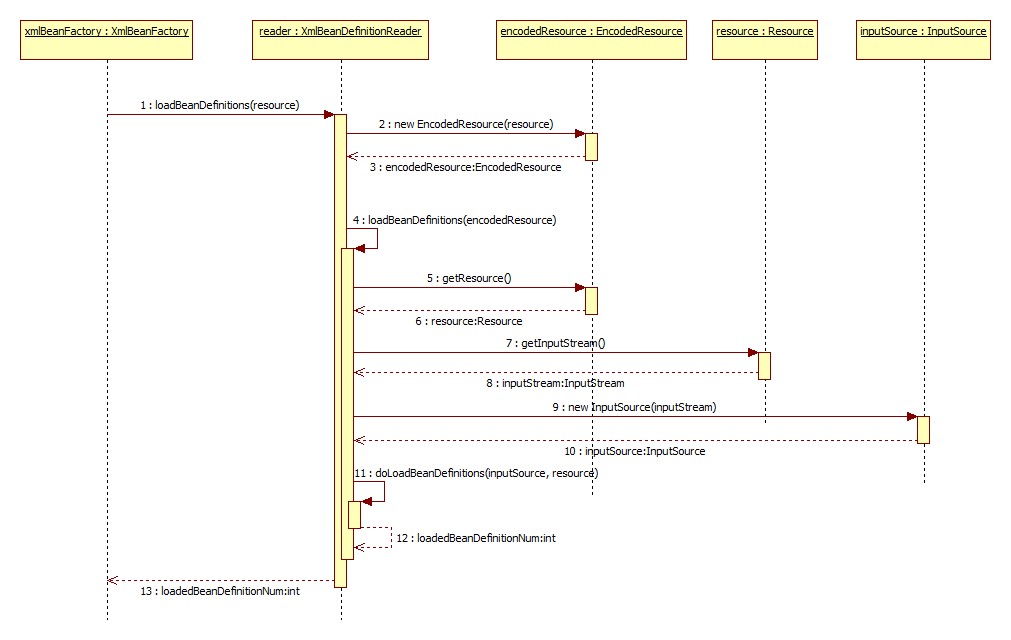 xmlBeanFactory : XmlBeanFactory
reader : XmlBeanDefinitionReader
encodedResource : EncodedResource
resource : Resource
inputSource : InputSource
1 : loadBeanDefinitions(resource)
2 : new EncodedResource(resource)
3 : encodedResource:EncodedResource
4 : loadBeanDefinitions(encodedResource)
5 : getResource()
6 : resource:Resource
7 : getInputStream()
8 : inputStream:InputStream
9 : new InputSource(inputStream)
10 : inputSource:InputSource
11 : doLoadBeanDefinitions(inputSource, resource)
12 : loadedBeanDefinitionNum:int
13 : loadedBeanDefinitionNum:int